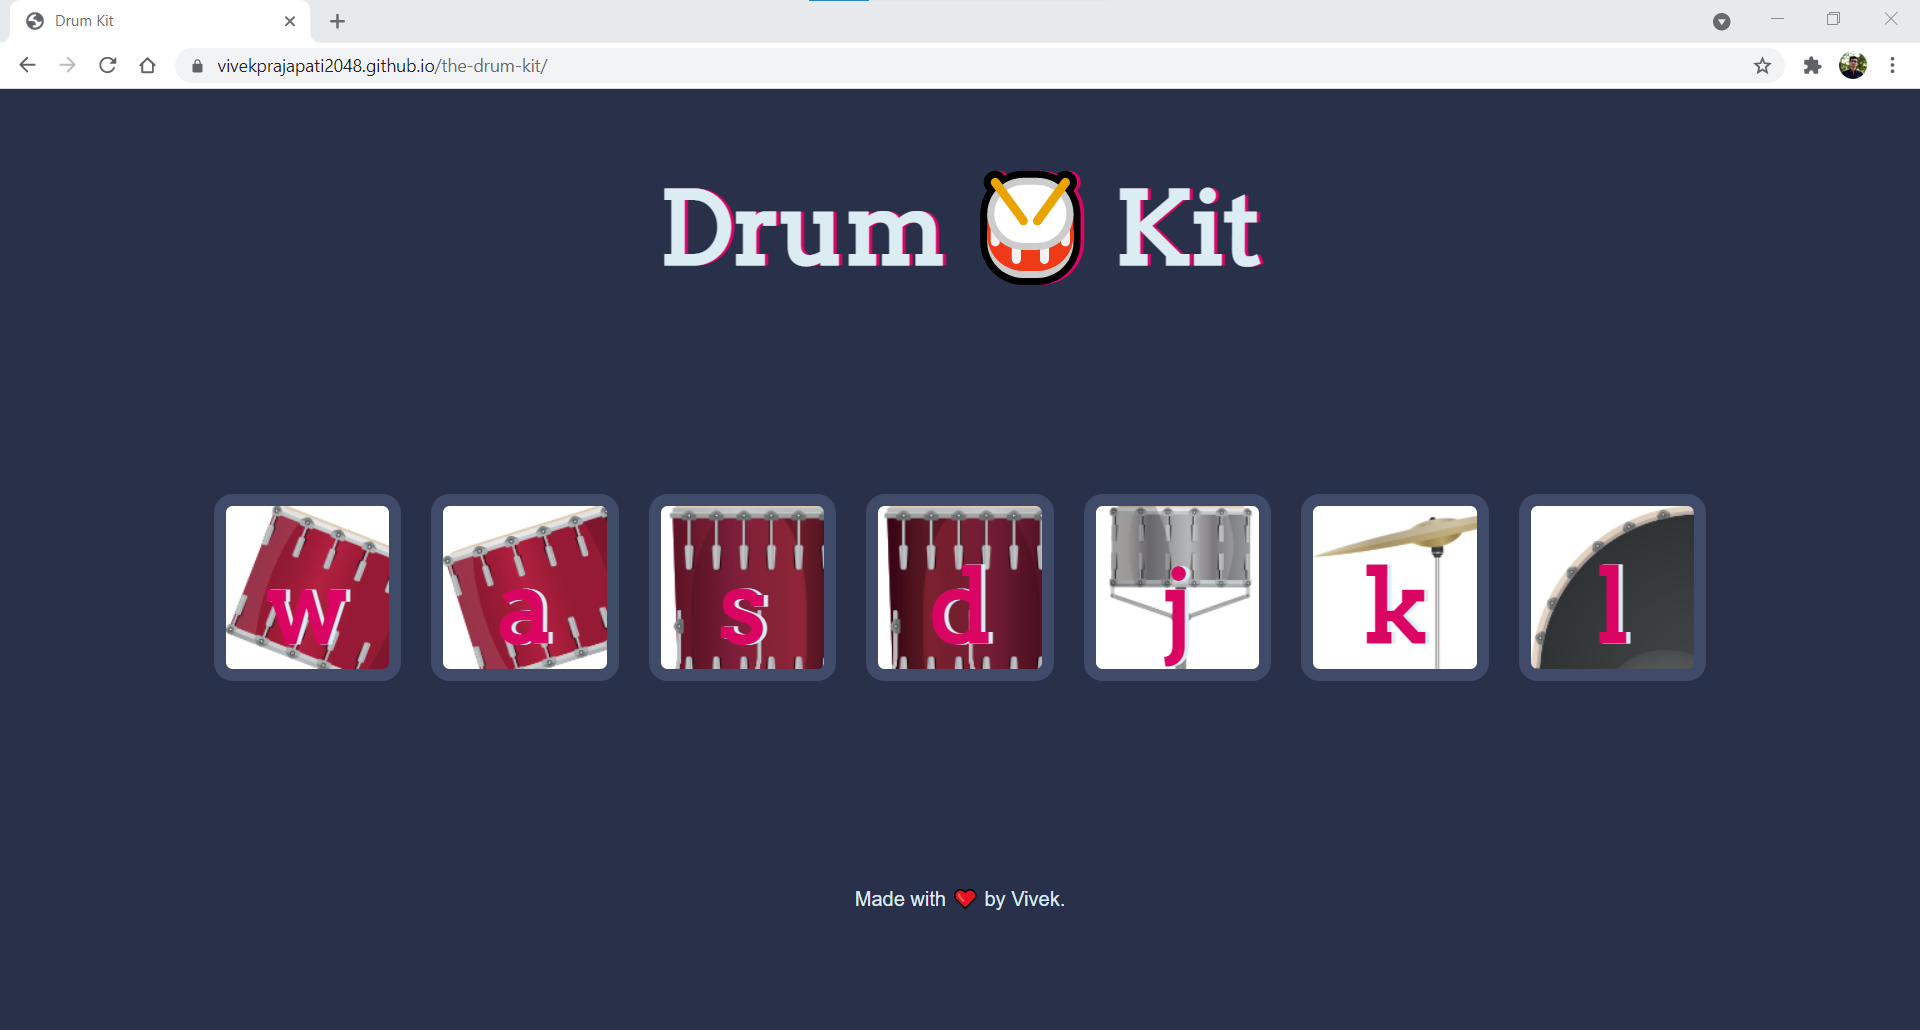 Drum Kit
vivekprajapati2048.github.io/the-drum-kit/
Drum 🥁 Kit
w a s d j k l
Made with ❤️ by Vivek.